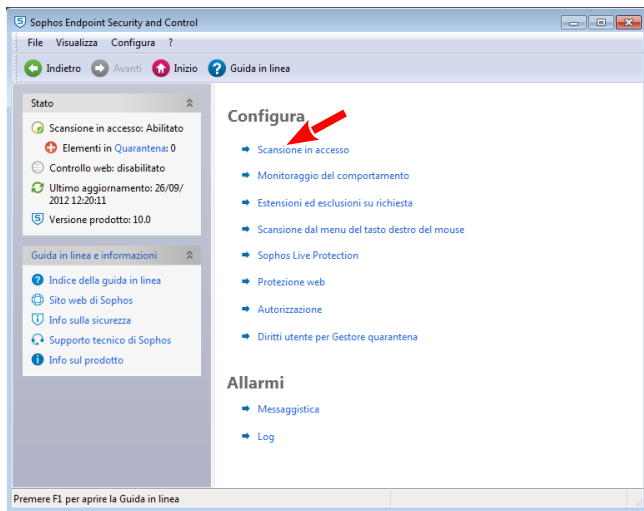 Sophos Endpoint Security and Control
File Visualizza Configura ?
Indietro Avanti Inizio Guida in linea
Stato
Scansione in accesso: Abilitato
Elementi in Quarantena: 0
Controllo web: disabilitato
Ultimo aggiornamento: 26/09/
2012 12:20:11
Versione prodotto: 10.0
Guida in linea e informazioni
Indice della guida in linea
Sito web di Sophos
Info sulla sicurezza
Supporto tecnico di Sophos
Info sul prodotto
Configura
Scansione in accesso
Monitoraggio del comportamento
Estensioni ed esclusioni su richiesta
Scansione dal menu del tasto destro del mouse
Sophos Live Protection
Protezione web
Autorizzazione
Diritti utente per Gestore quarantena
Allarmi
Messaggistica
Log
Premere F1 per aprire la Guida in linea